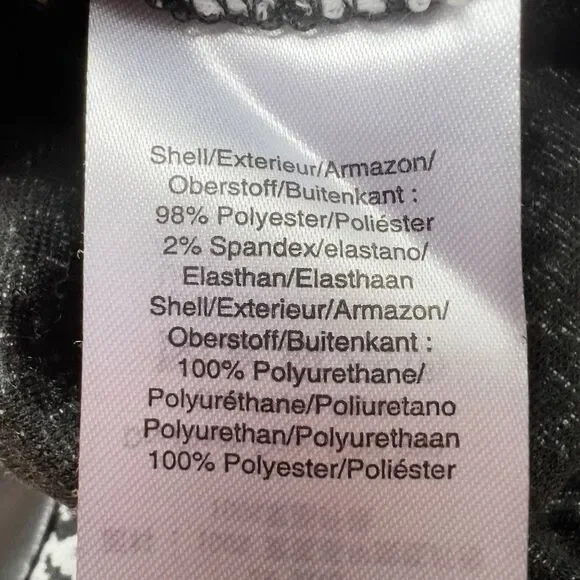 Shell/Exterieur/Armazon/
Oberstoff/Buitenkant :
98% Polyester/Poliéster
2% Spandex/elastano/
Elasthan/Elasthaan
Shell/Exterieur/Armazon/
Oberstoff/Buitenkant :
100% Polyurethane/
Polyuréthane/Poliuretano
Polyurethan/Polyurethaan
100% Polyester/Poliéster